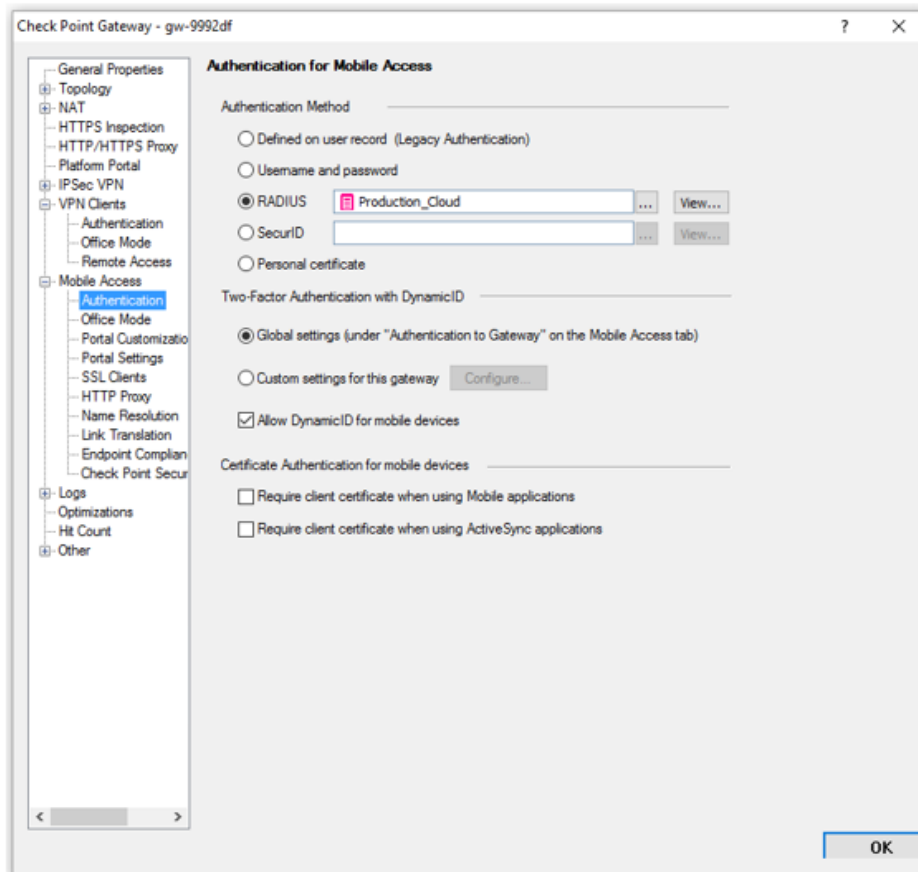 Check Point Gateway - gw-9992df
?
General Properties
Topology
NAT
HTTPS Inspection
HTTP/HTTPS Proxy
Platform Portal
IPSec VPN
VPN Clients
Authentication
Office Mode
Remote Access
Mobile Access
Authentication
Office Mode
Portal Customizatio
Portal Settings
SSL Clients
HTTP Proxy
Name Resolution
Link Translation
Endpoint Complian
Check Point Secur
Logs
Optimizations
Hit Count
Other
Authentication for Mobile Access
Authentication Method
Defined on user record (Legacy Authentication)
Username and password
RADIUS Production_Cloud ... View...
SecurID ... View...
Personal certificate
Two-Factor Authentication with DynamicID
Global settings (under "Authentication to Gateway" on the Mobile Access tab)
Custom settings for this gateway Configure...
Allow DynamicID for mobile devices
Certificate Authentication for mobile devices
Require client certificate when using Mobile applications
Require client certificate when using ActiveSync applications
OK